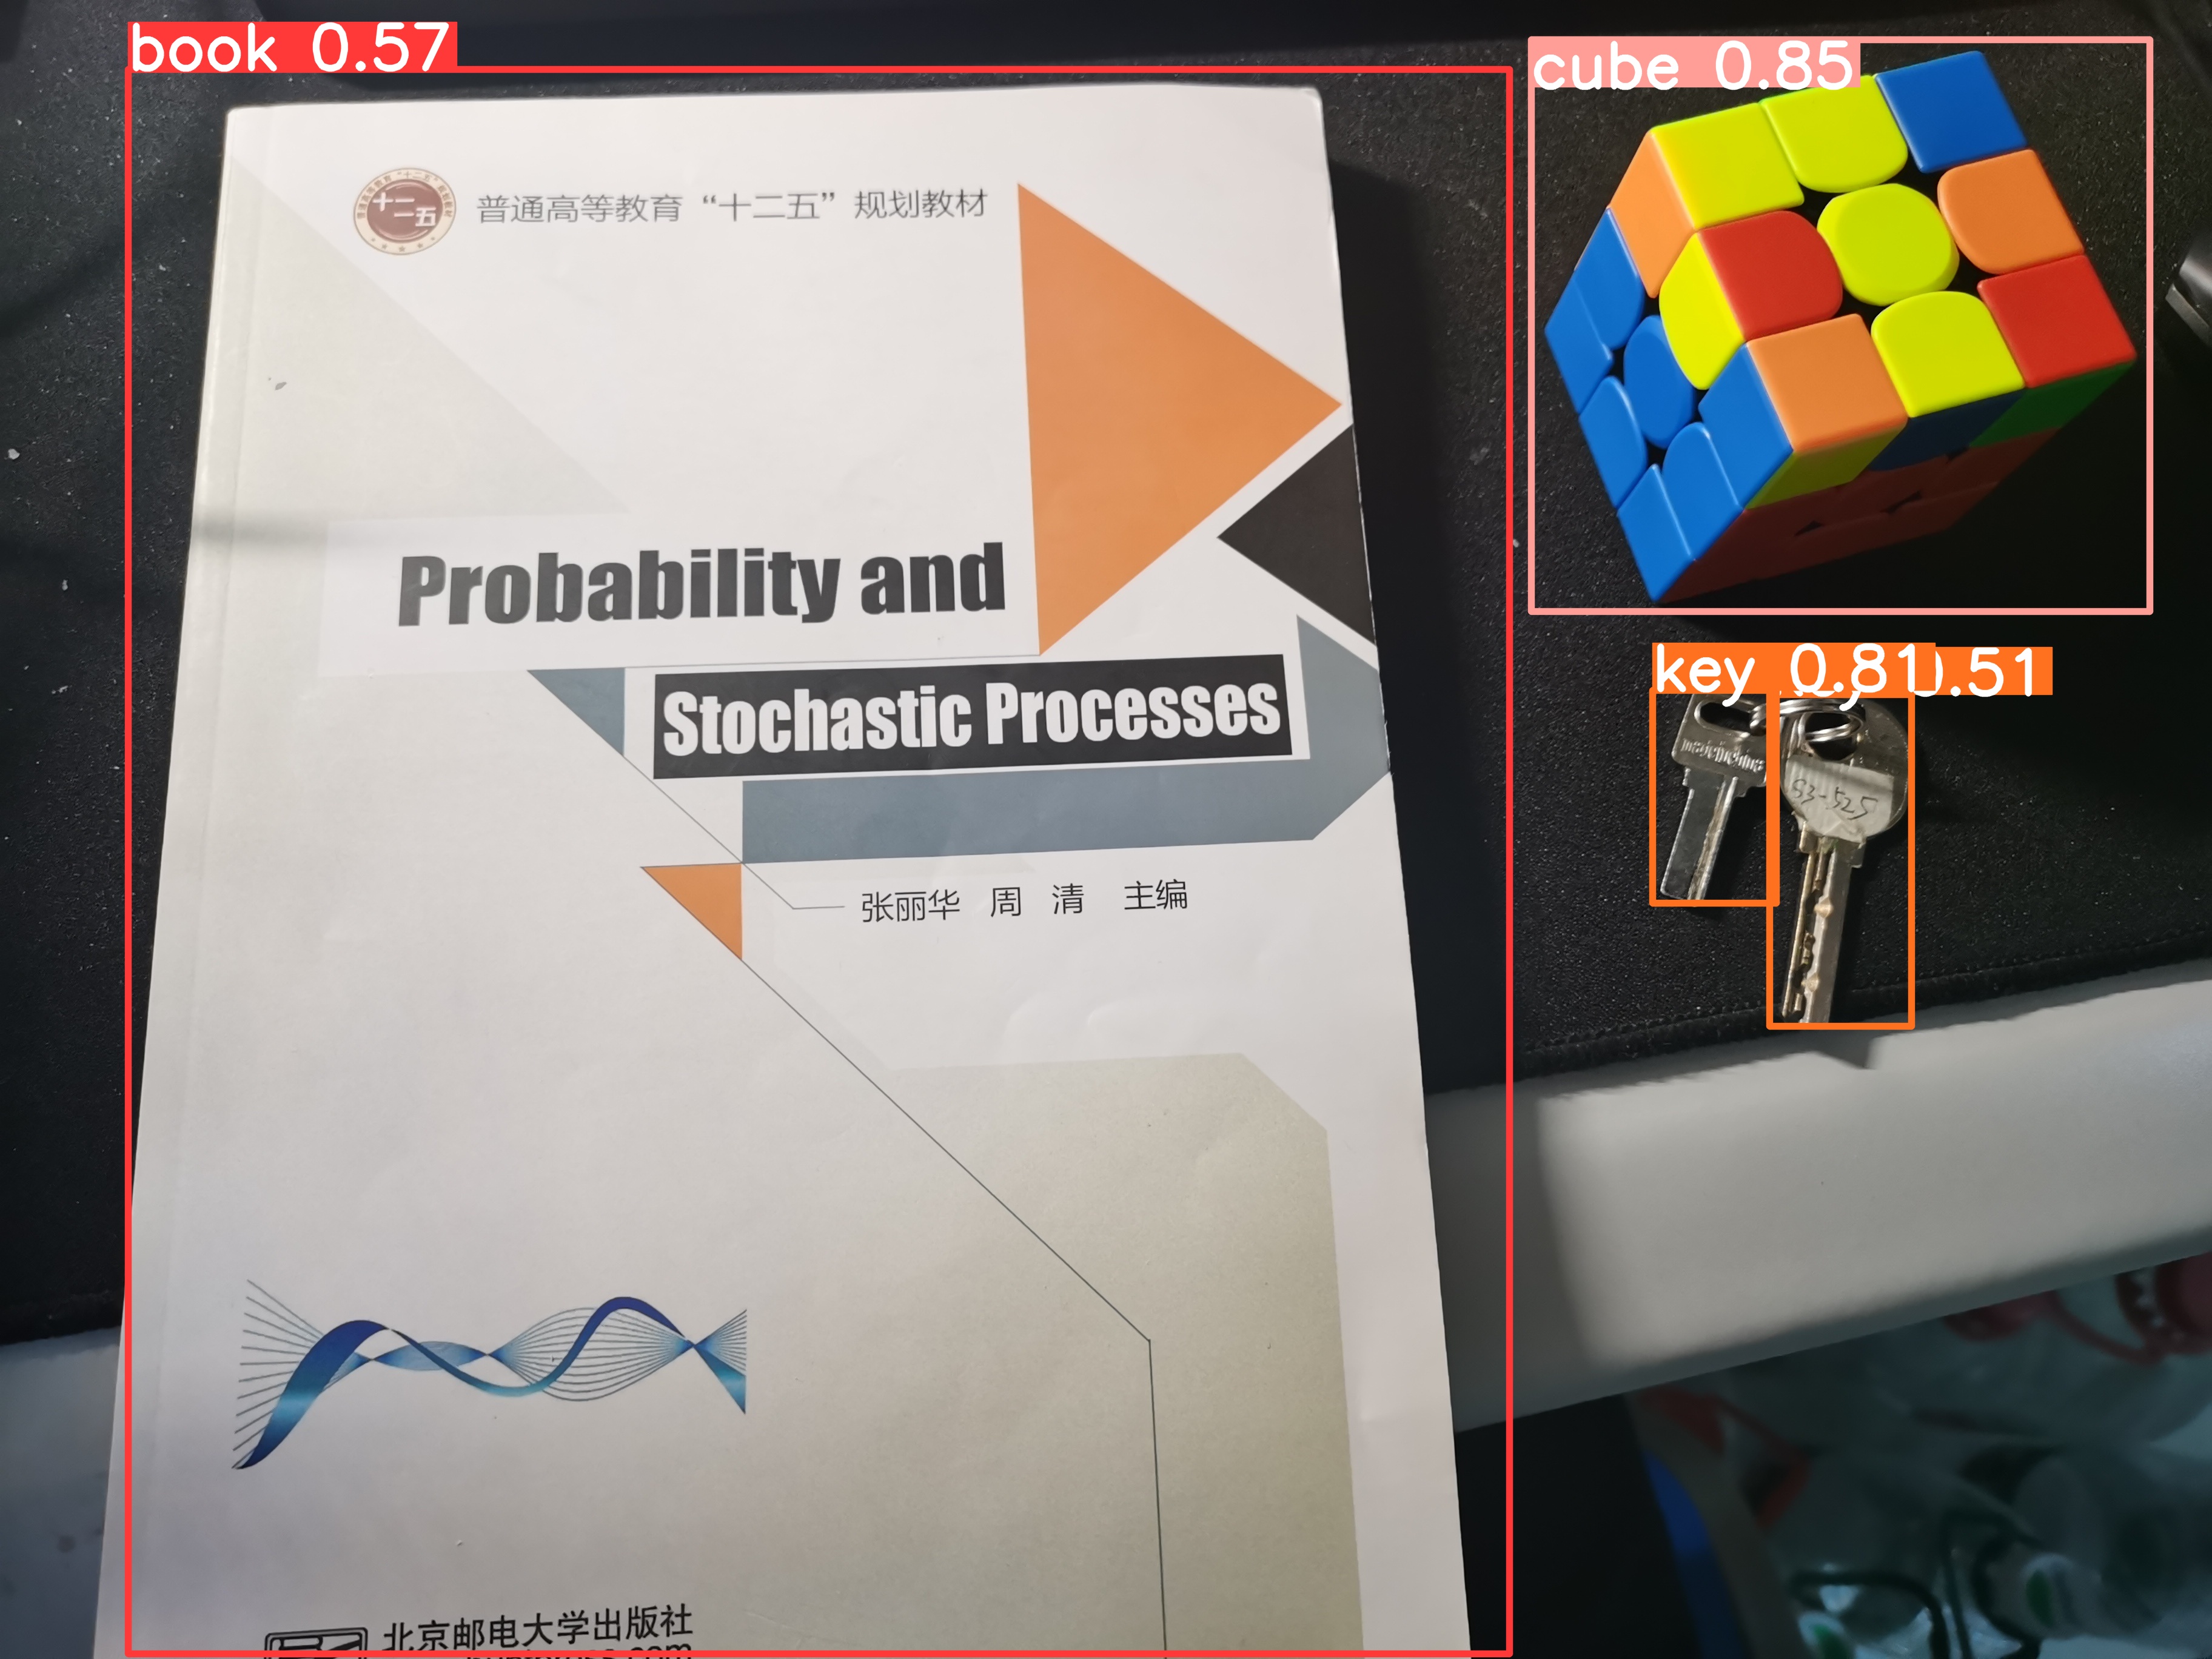 book 0.57
cube 0.85
十二五
普通高等教育“十二五”规划教材
Probability and
Stochastic Processes
key 0.81
0.51
madeinchina
93-525
张丽华 周 清 主编
北京邮电大学出版社